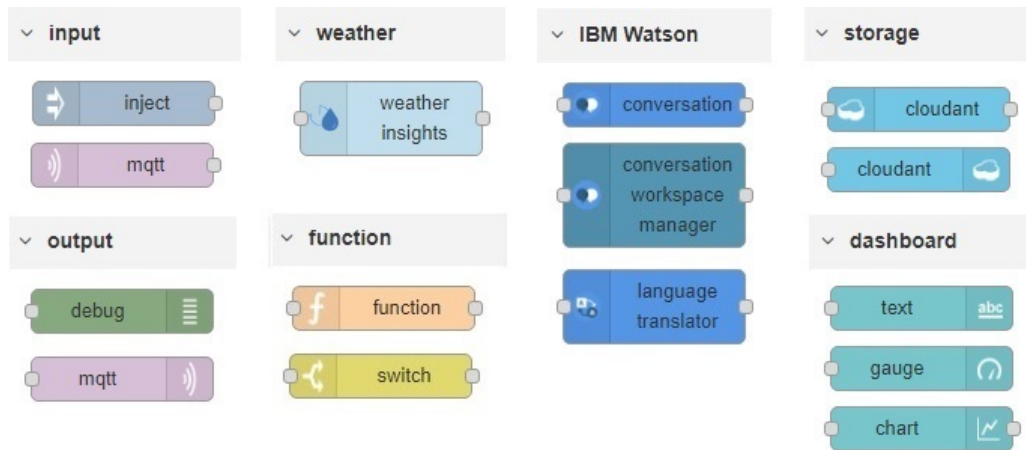 input
inject
mqtt
output
debug
mqtt
weather
weather
insights
function
function
switch
IBM Watson
conversation
conversation
workspace
manager
language
translator
storage
cloudant
cloudant
dashboard
text
abc
gauge
chart